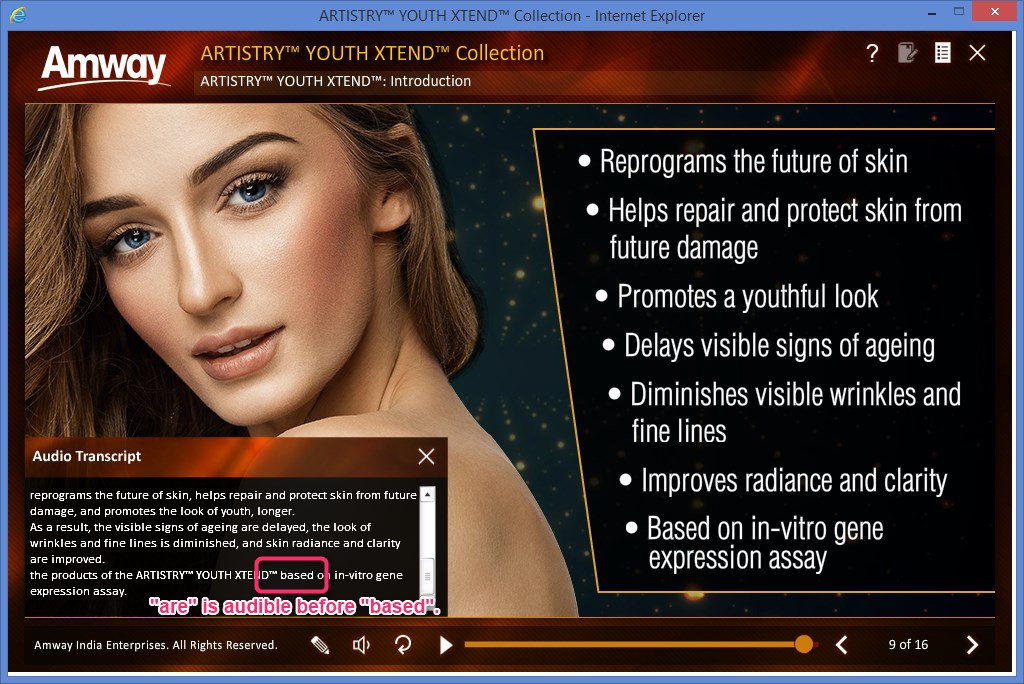 ARTISTRY™ YOUTH XTEND™ Collection - Internet Explorer
Amway
ARTISTRY™ YOUTH XTEND™ Collection
ARTISTRY™ YOUTH XTEND™: Introduction
?
• Reprograms the future of skin
• Helps repair and protect skin from
future damage
• Promotes a youthful look
• Delays visible signs of ageing
• Diminishes visible wrinkles and
fine lines
• Improves radiance and clarity
• Based on in-vitro gene
expression assay
Audio Transcript
reprograms the future of skin, helps repair and protect skin from future
damage, and promotes the look of youth, longer.
As a result, the visible signs of ageing are delayed, the look of
wrinkles and fine lines is diminished, and skin radiance and clarity
are improved.
the products of the ARTISTRY™ YOUTH XTEND™ based on in-vitro gene
expression assay.
"are" is audible before "based".
Amway India Enterprises. All Rights Reserved.
9 of 16